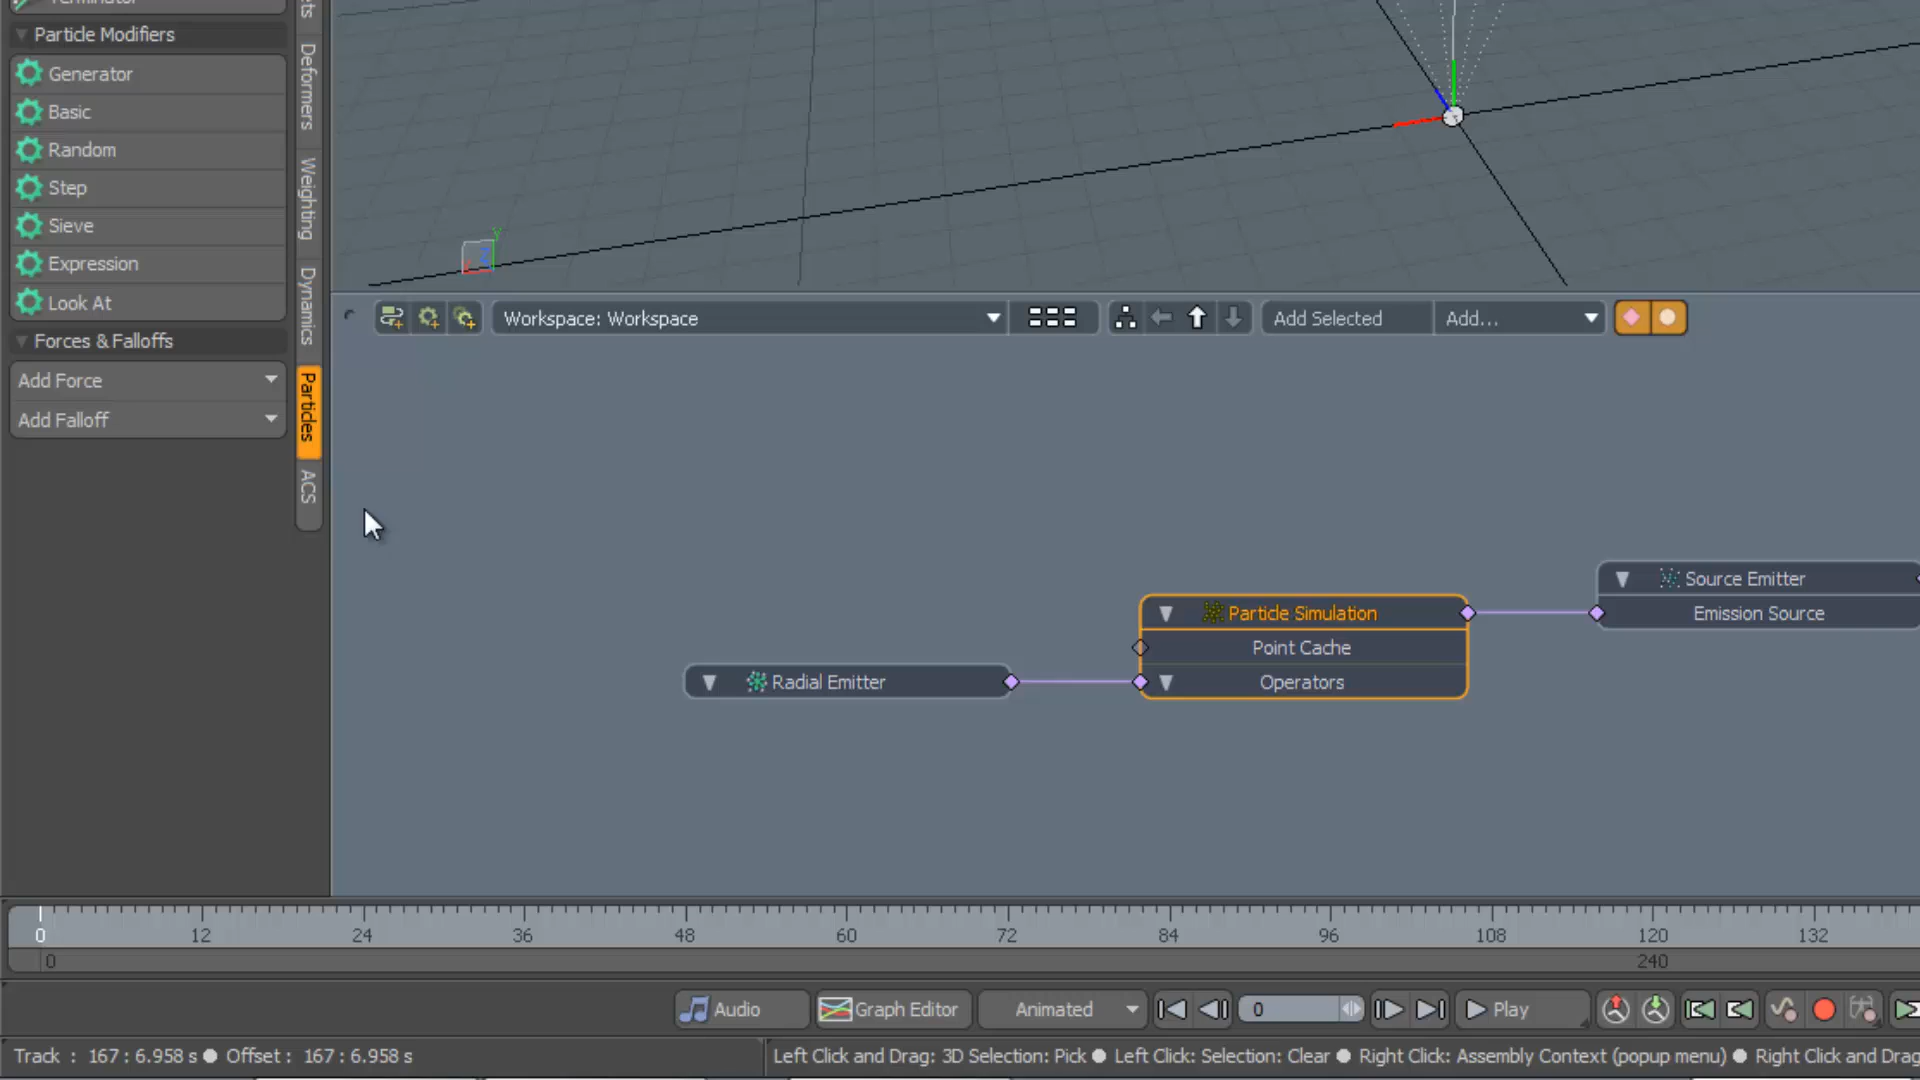 Terminator
Particle Modifiers
Generator
Basic
Random
Step
Sieve
Expression
Look At
Forces & Falloffs
Add Force
Add Falloff
ts
Deformers
Weighting
Dynamics
Particles
ACS
Y
Z
Workspace: Workspace
Add Selected
Add...
Source Emitter
Emission Source
Particle Simulation
Point Cache
Operators
Radial Emitter
0 12 24 36 48 60 72 84 96 108 120 132
0 240
Audio
Graph Editor
Animated
0
Play
Track : 167 : 6.958 s ● Offset : 167 : 6.958 s
Left Click and Drag: 3D Selection: Pick ● Left Click: Selection: Clear ● Right Click: Assembly Context (popup menu) ● Right Click and Drag